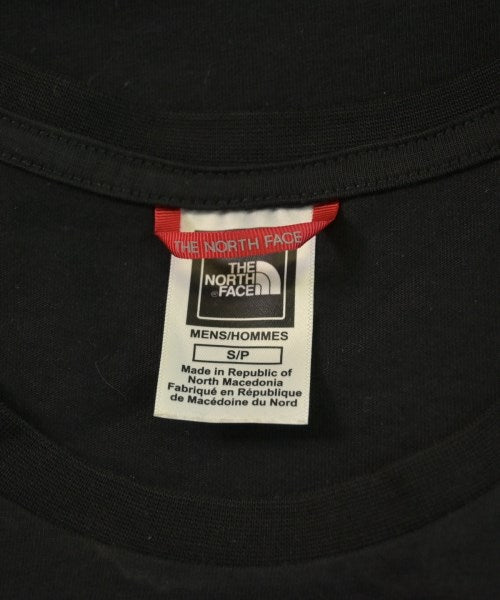 THE NORTH FACE
THE
NORTH
FACE
®
MENS/HOMMES
S/P
Made in Republic of
North Macedonia
Fabriqué en République
de Macédoine du Nord